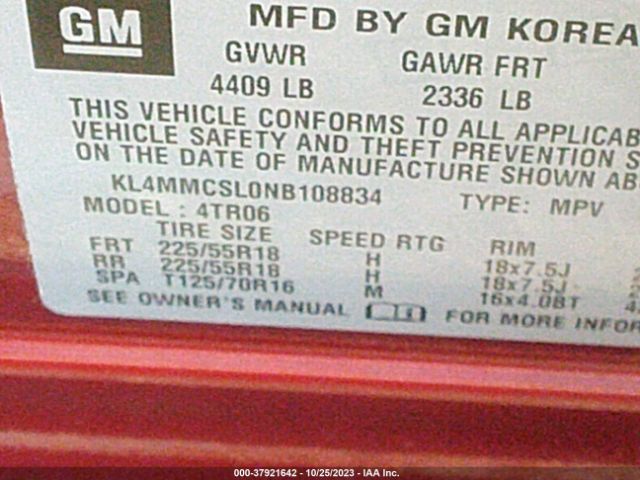 GM
MFD BY GM KOREA
GVWR GAWR FRT
4409 LB 2336 LB
THIS VEHICLE CONFORMS TO ALL APPLICAB
VEHICLE SAFETY AND THEFT PREVENTION S
ON THE DATE OF MANUFACTURE SHOWN AB
KL4MMCSL0NB108834 TYPE: MPV
MODEL: 4TR06
TIRE SIZE SPEED RTG RIM
FRT 225/55R18 H 18x7.5J
RR 225/55R18 H 18x7.5J
SPA T125/70R16 M 16x4.0BT
SEE OWNER'S MANUAL FOR MORE INFOR
000-37921642 - 10/25/2023 - IAA Inc.